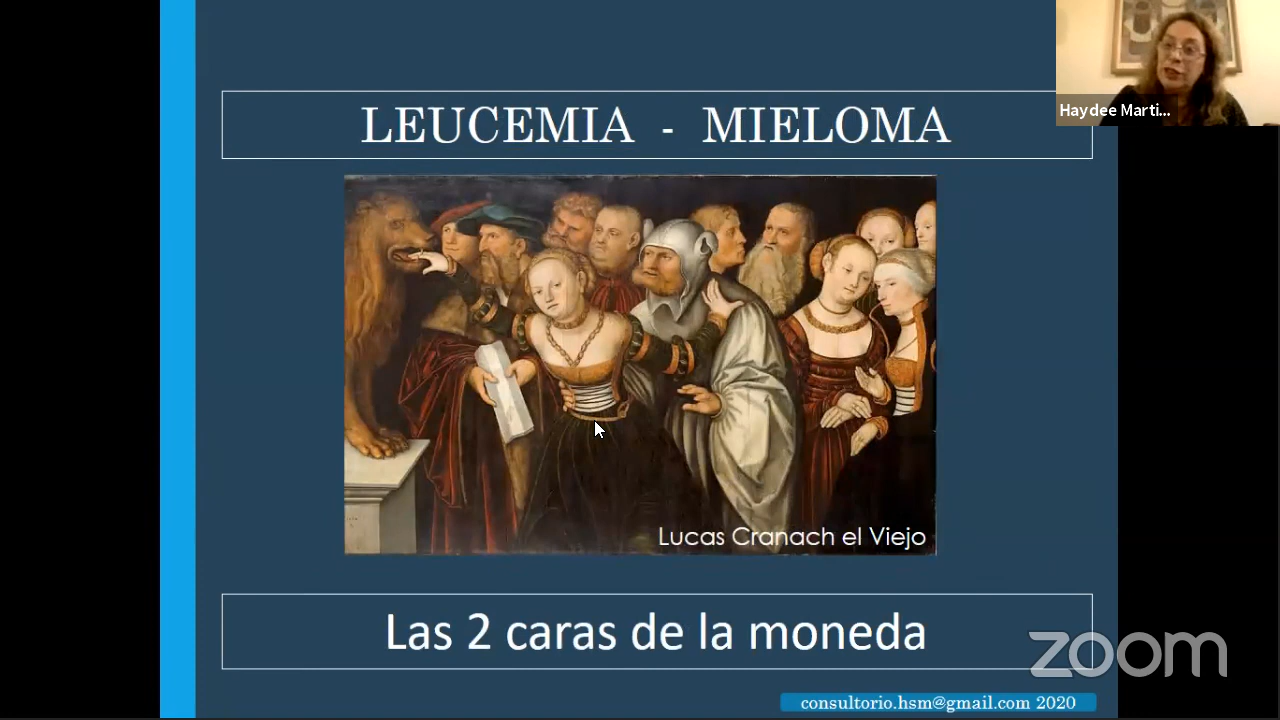 LEUCEMIA - MIELOMA
Haydee Marti...
Lucas Cranach el Viejo
Las 2 caras de la moneda
zoom
consultorio.hsm@gmail.com 2020